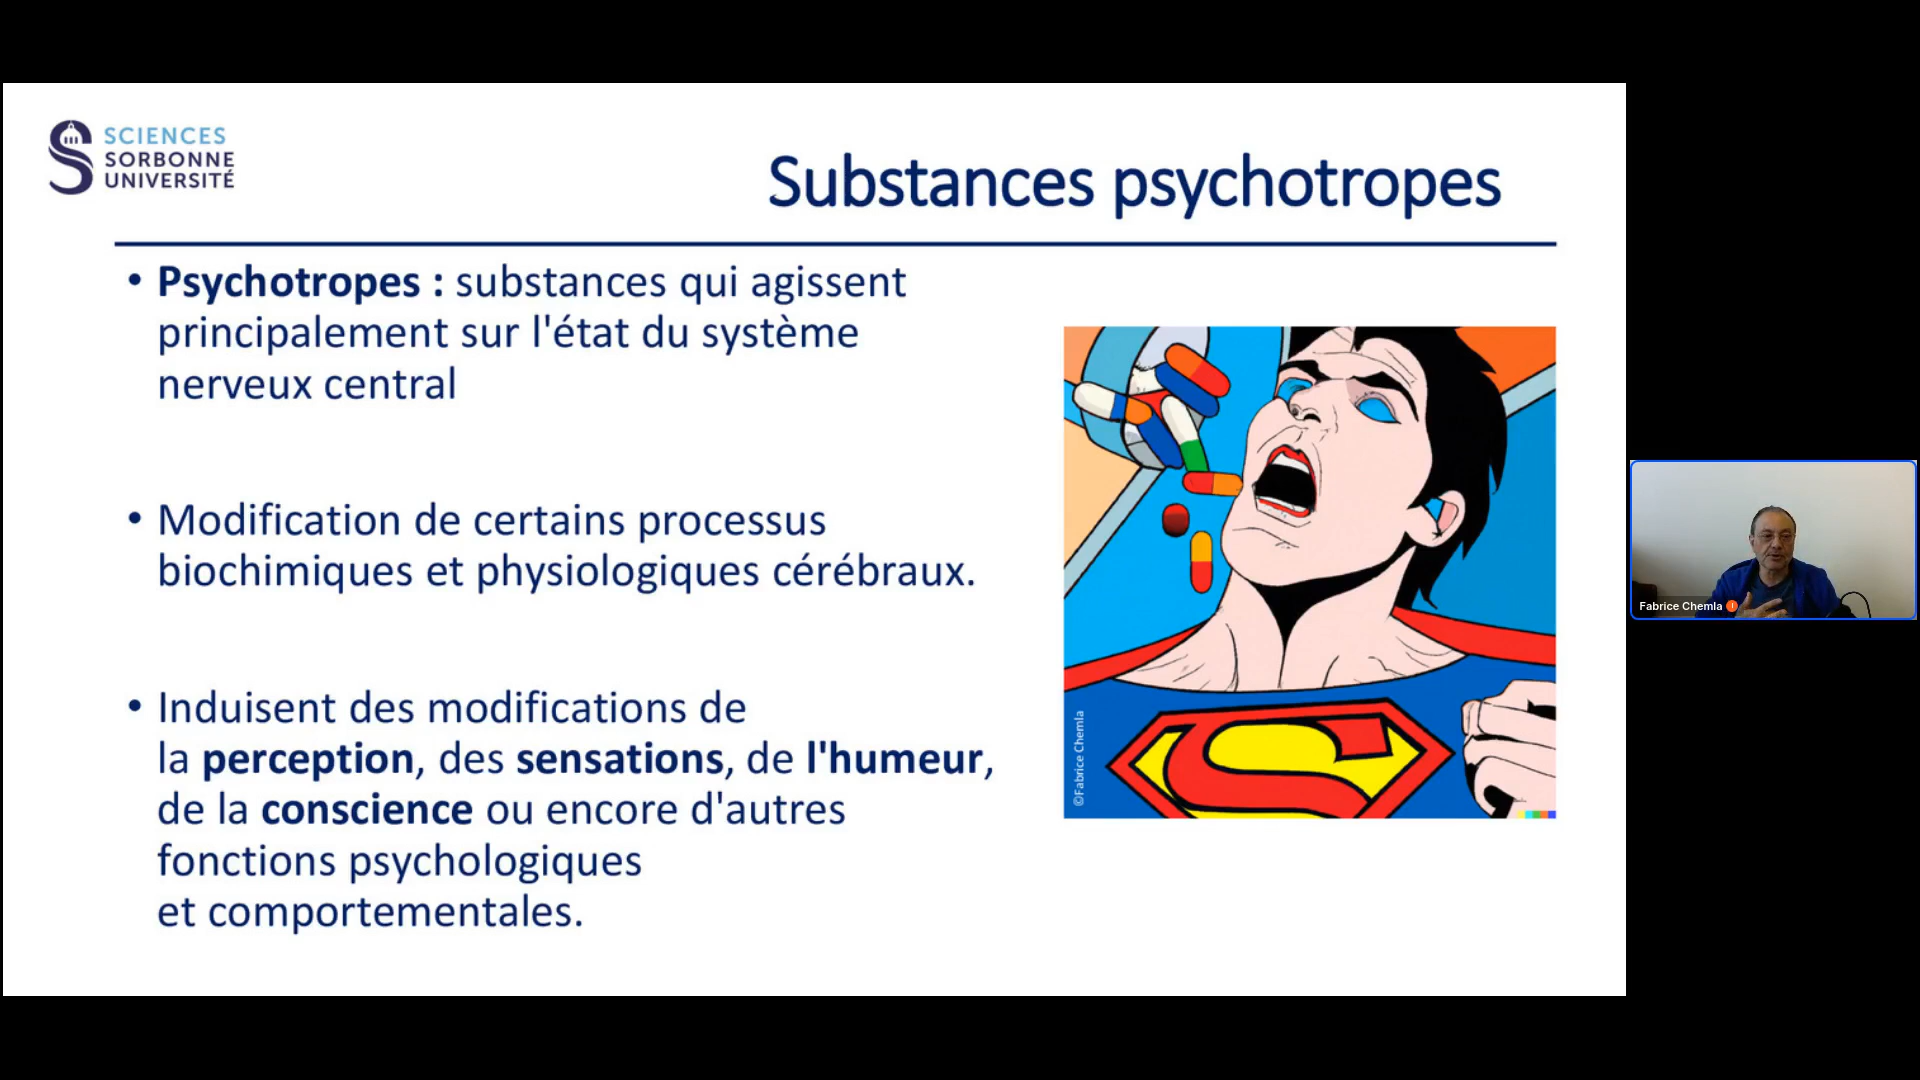 SCIENCES
SORBONNE
UNIVERSITÉ
Substances psychotropes
• Psychotropes : substances qui agissent
principalement sur l'état du système
nerveux central
• Modification de certains processus
biochimiques et physiologiques cérébraux.
• Induisent des modifications de
la perception, des sensations, de l'humeur,
de la conscience ou encore d'autres
fonctions psychologiques
et comportementales.
©Fabrice Chemla
Fabrice Chemla